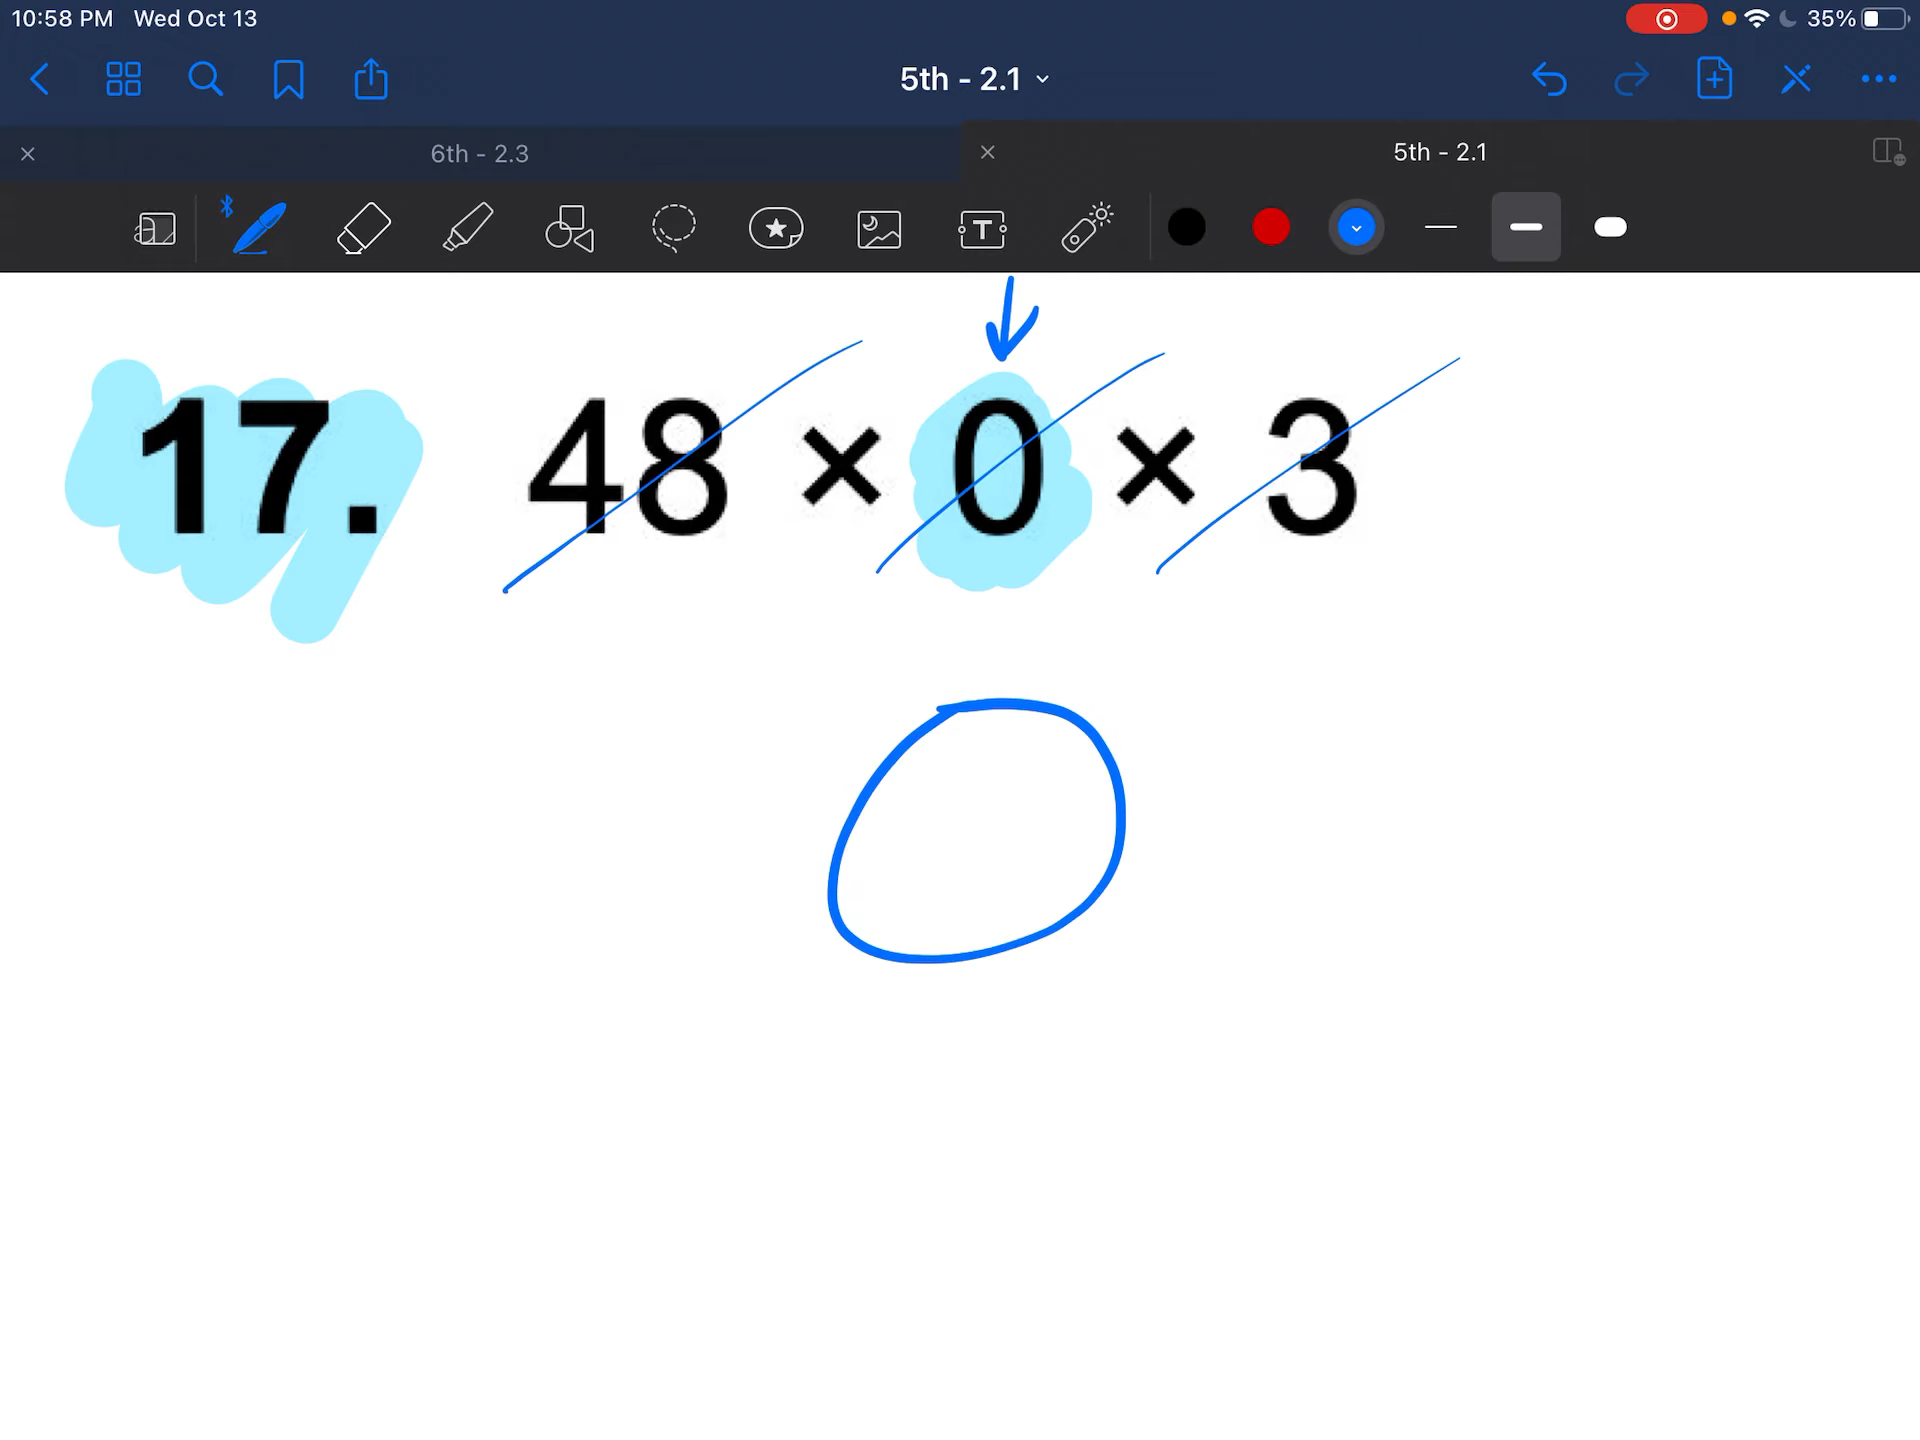 10:58 PM Wed Oct 13 35%
5th - 2.1
6th - 2.3 5th - 2.1
17. 48 × 0 × 3
0